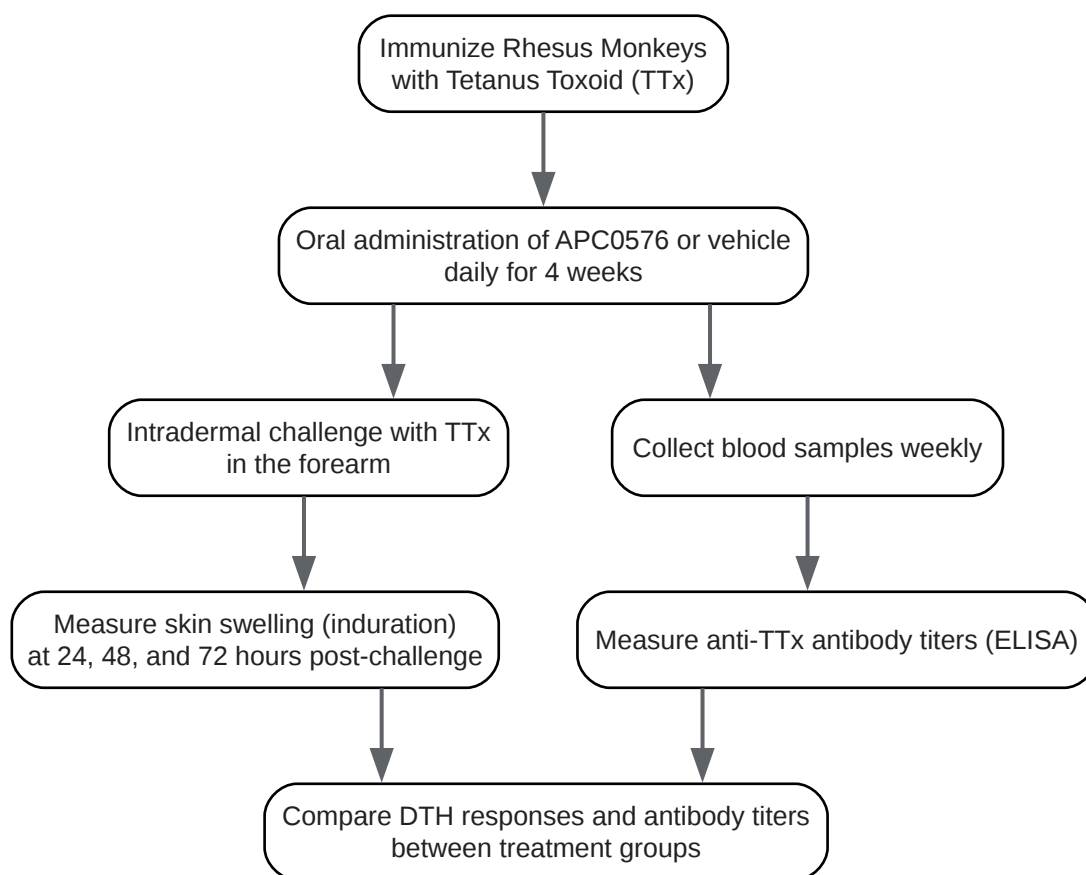 Immunize Rhesus Monkeys
with Tetanus Toxoid (TTx)
Oral administration of APC0576 or vehicle
daily for 4 weeks
Intradermal challenge with TTx
in the forearm
Collect blood samples weekly
Measure skin swelling (induration)
at 24, 48, and 72 hours post-challenge
Measure anti-TTx antibody titers (ELISA)
Compare DTH responses and antibody titers
between treatment groups